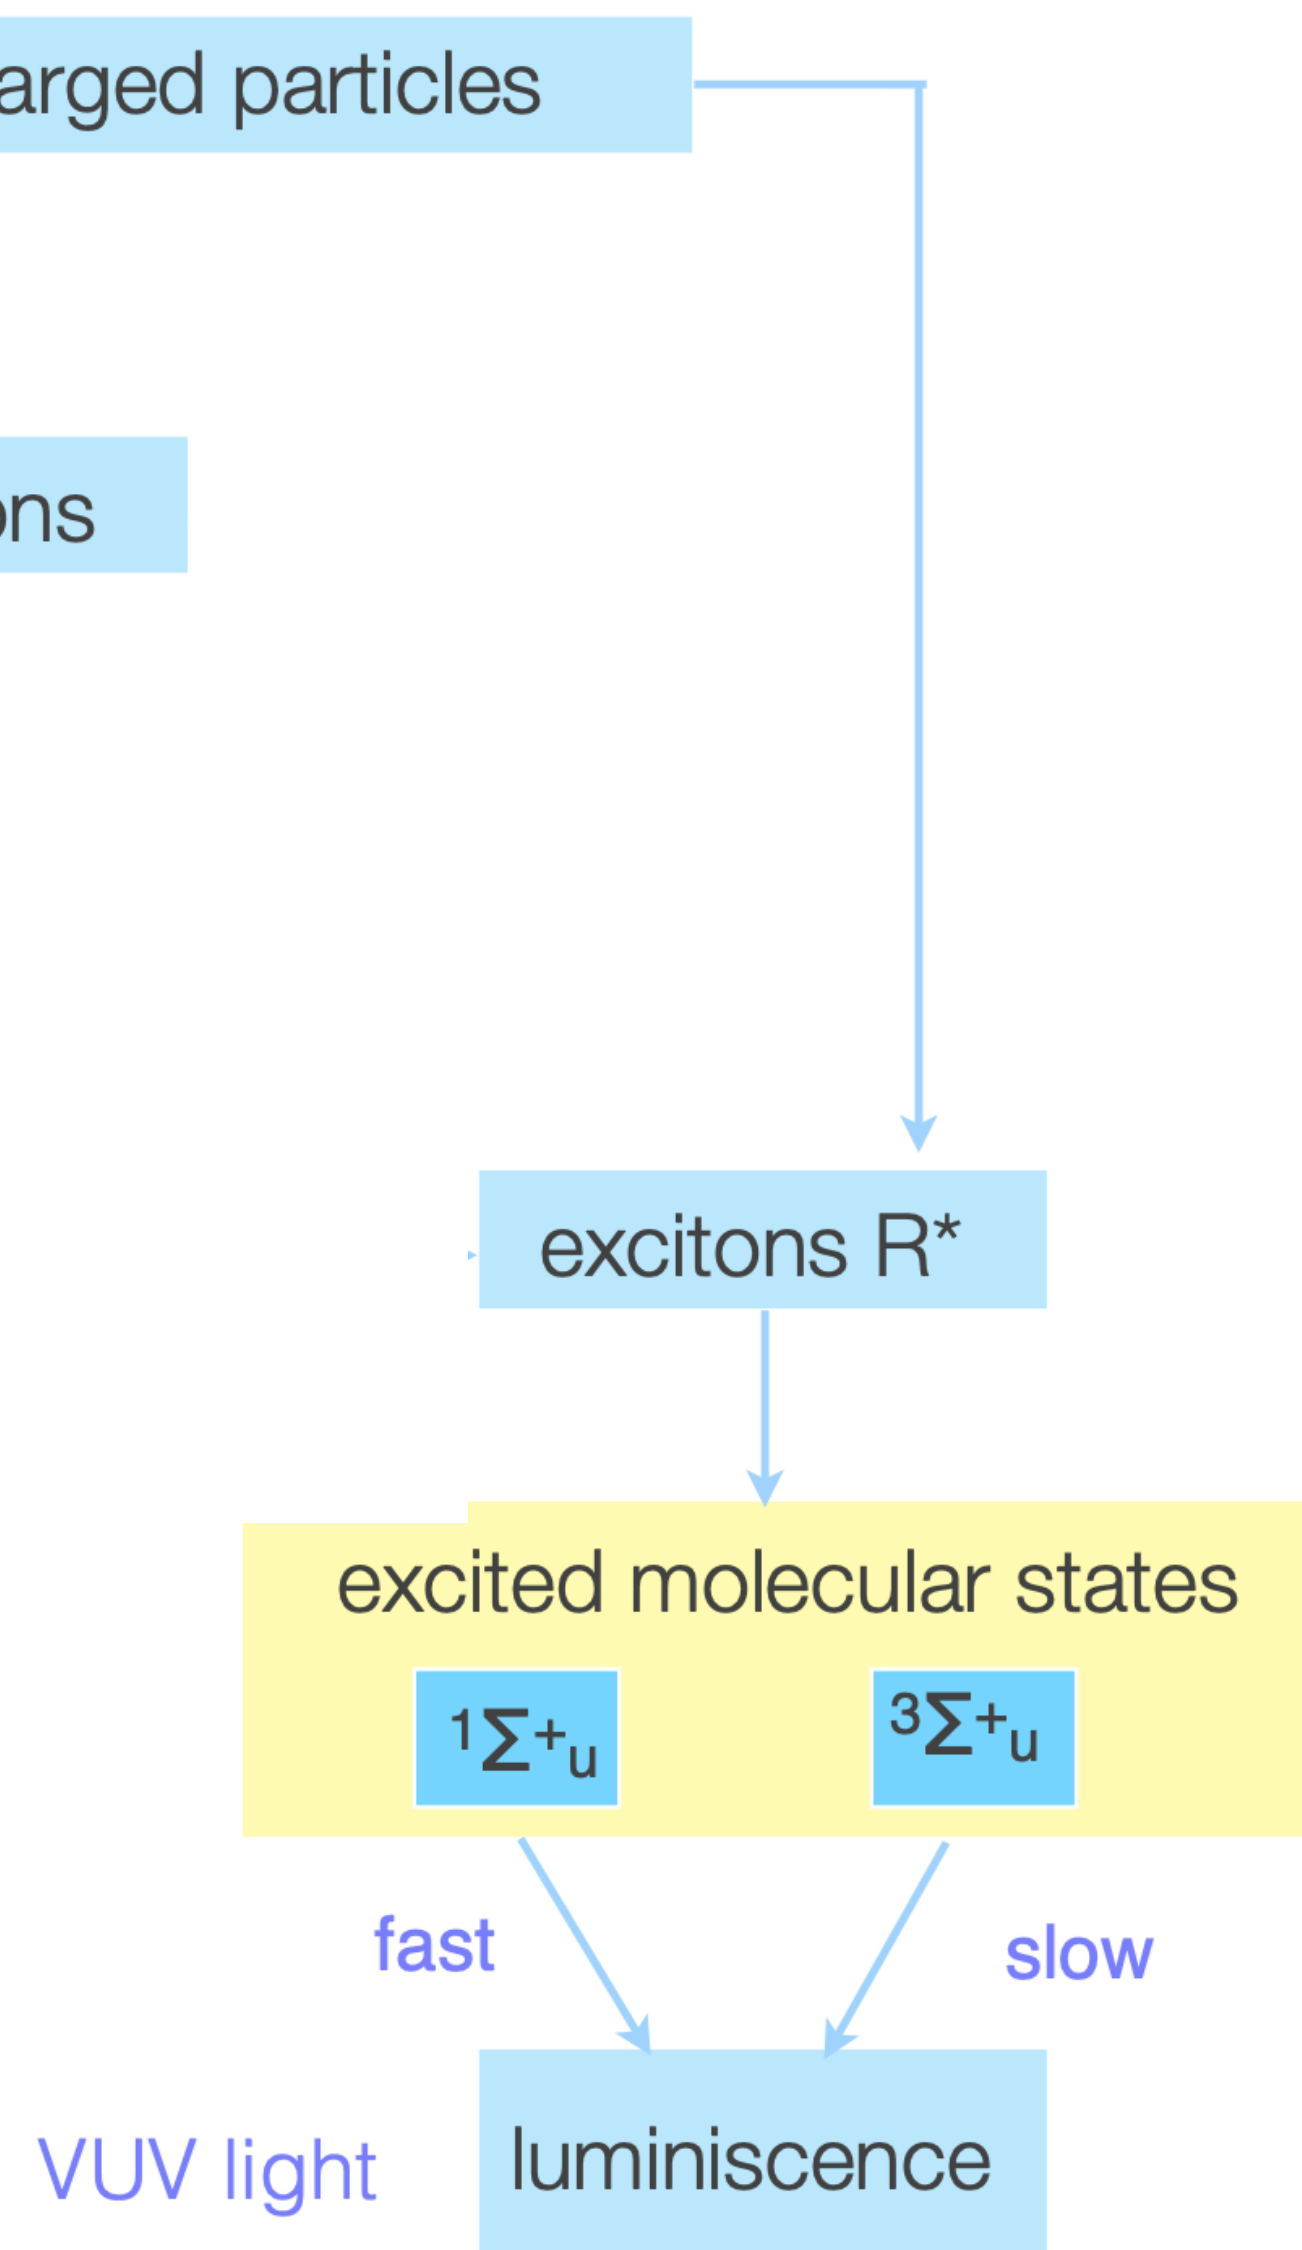 arged particles
ons
excitons R*
excited molecular states
¹Σ⁺ᵤ
³Σ⁺ᵤ
fast
slow
VUV light
luminiscence